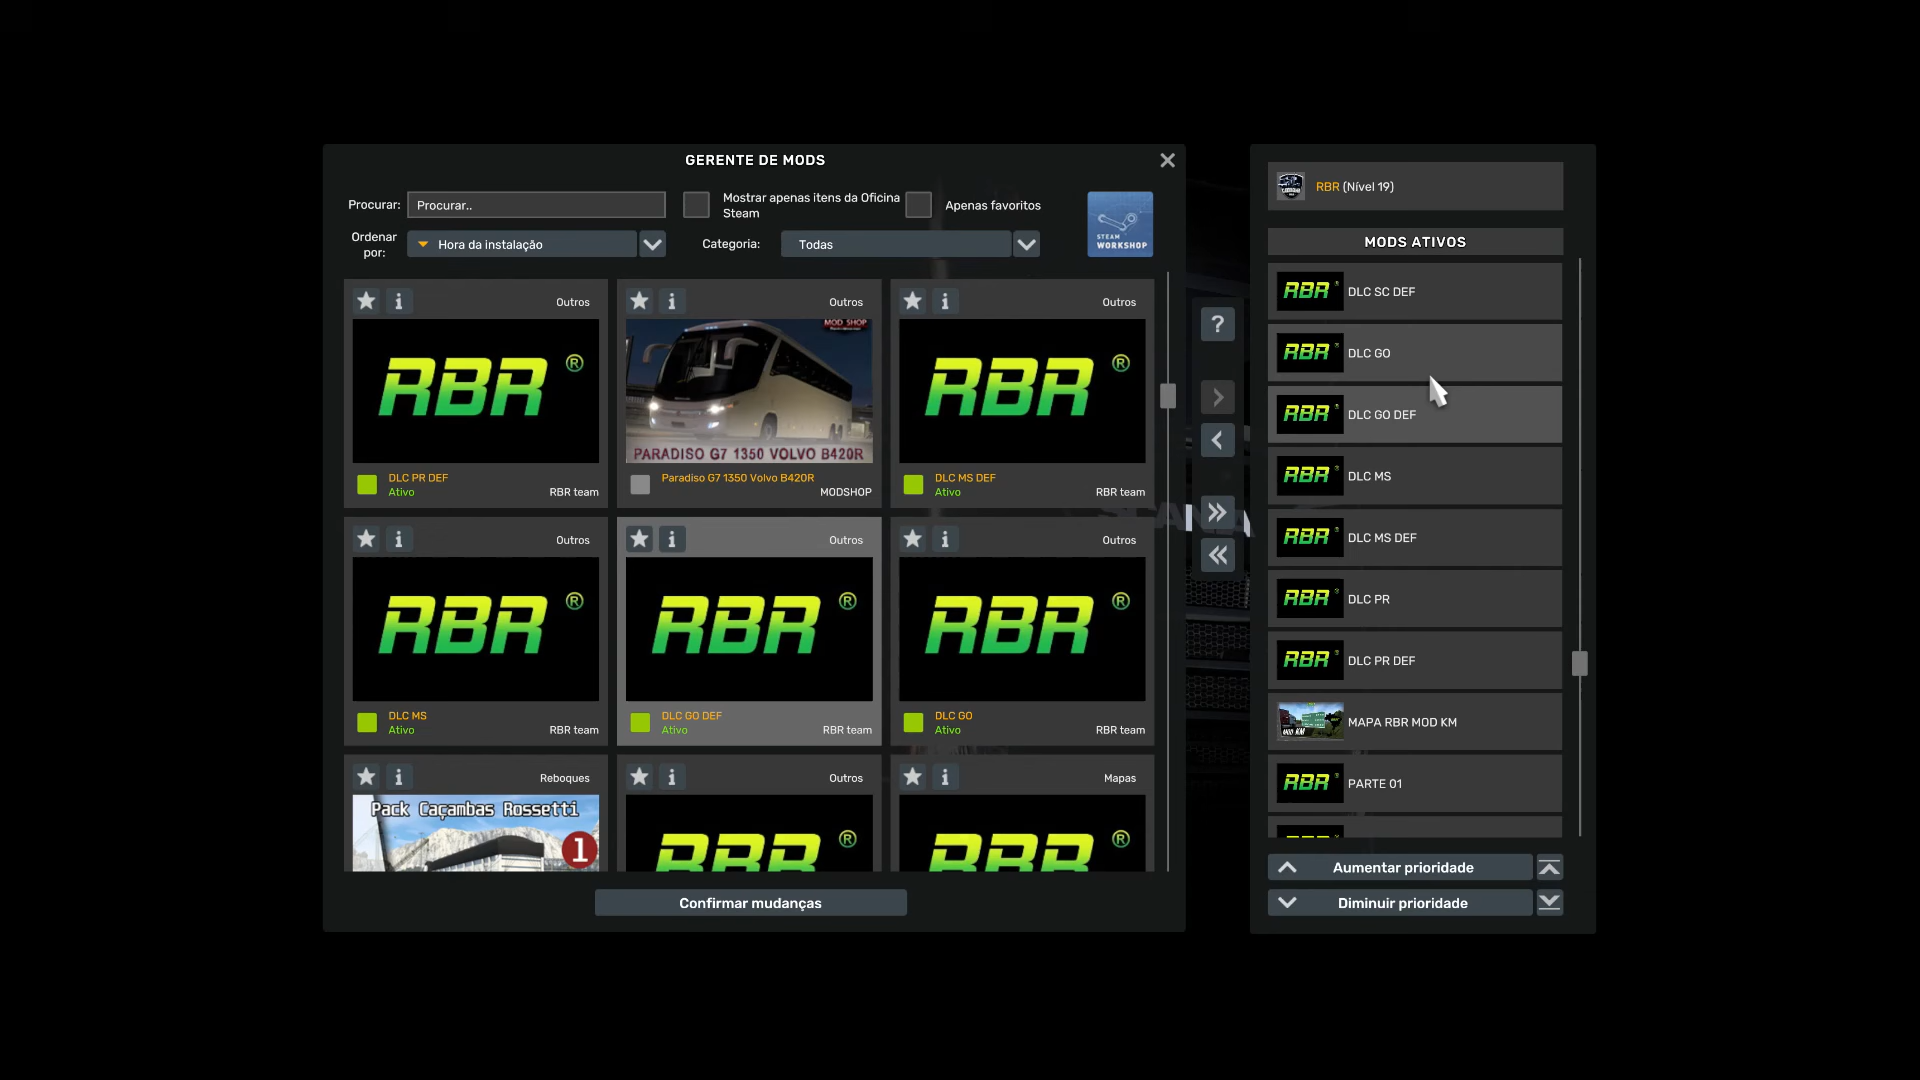 GERENTE DE MODS
Procurar:
Procurar..
Mostrar apenas itens da Oficina
Steam
Apenas favoritos
STEAM
WORKSHOP
Ordenar
por:
Hora da instalação
Categoria:
Todas
Outros
RBR ®
DLC PR DEF
Ativo
RBR team
Outros
MOD SHOP
PARADISO G7 1350 VOLVO B420R
Paradiso G7 1350 Volvo B420R
MODSHOP
Outros
RBR ®
DLC MS DEF
Ativo
RBR team
Outros
RBR ®
DLC MS
Ativo
RBR team
Outros
RBR ®
DLC GO DEF
Ativo
RBR team
Outros
RBR ®
DLC GO
Ativo
RBR team
Reboques
Pack Caçambas Rossetti
1
Outros
RBR ®
Mapas
RBR ®
Confirmar mudanças
?
SCANIA
RBR (Nível 19)
MODS ATIVOS
RBR DLC SC DEF
RBR DLC GO
RBR DLC GO DEF
RBR DLC MS
RBR DLC MS DEF
RBR DLC PR
RBR DLC PR DEF
MOD KM MAPA RBR MOD KM
RBR PARTE 01
Aumentar prioridade
Diminuir prioridade